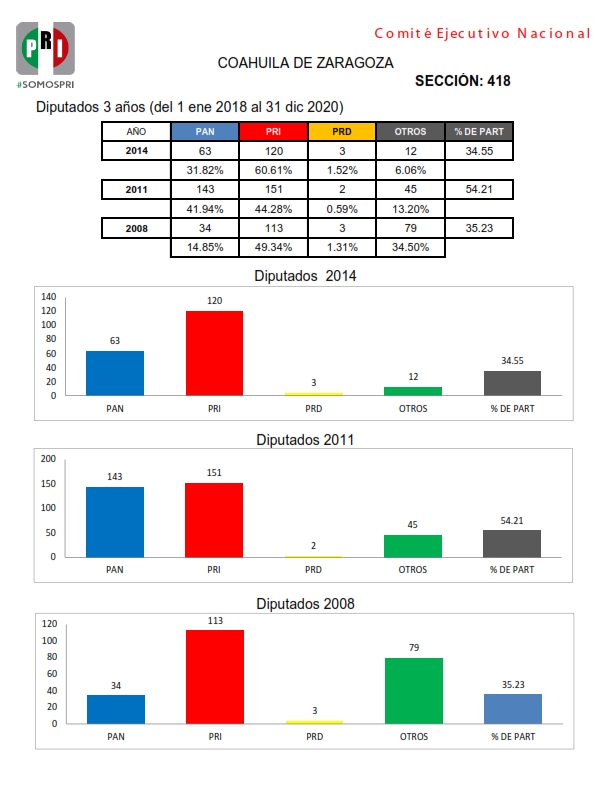 Comité Ejecutivo Nacional
PRI
#SOMOSPRI
COAHUILA DE ZARAGOZA
SECCIÓN: 418
Diputados 3 años (del 1 ene 2018 al 31 dic 2020)
AÑO PAN PRI PRD OTROS % DE PART
2014 63 120 3 12 34.55
31.82% 60.61% 1.52% 6.06%
2011 143 151 2 45 54.21
41.94% 44.28% 0.59% 13.20%
2008 34 113 3 79 35.23
14.85% 49.34% 1.31% 34.50%
Diputados 2014
140
120
100
80
60
40
20
0
63
120
3
12
34.55
PAN PRI PRD OTROS % DE PART
Diputados 2011
200
150
100
50
0
143
151
2
45
54.21
PAN PRI PRD OTROS % DE PART
Diputados 2008
120
100
80
60
40
20
0
34
113
3
79
35.23
PAN PRI PRD OTROS % DE PART